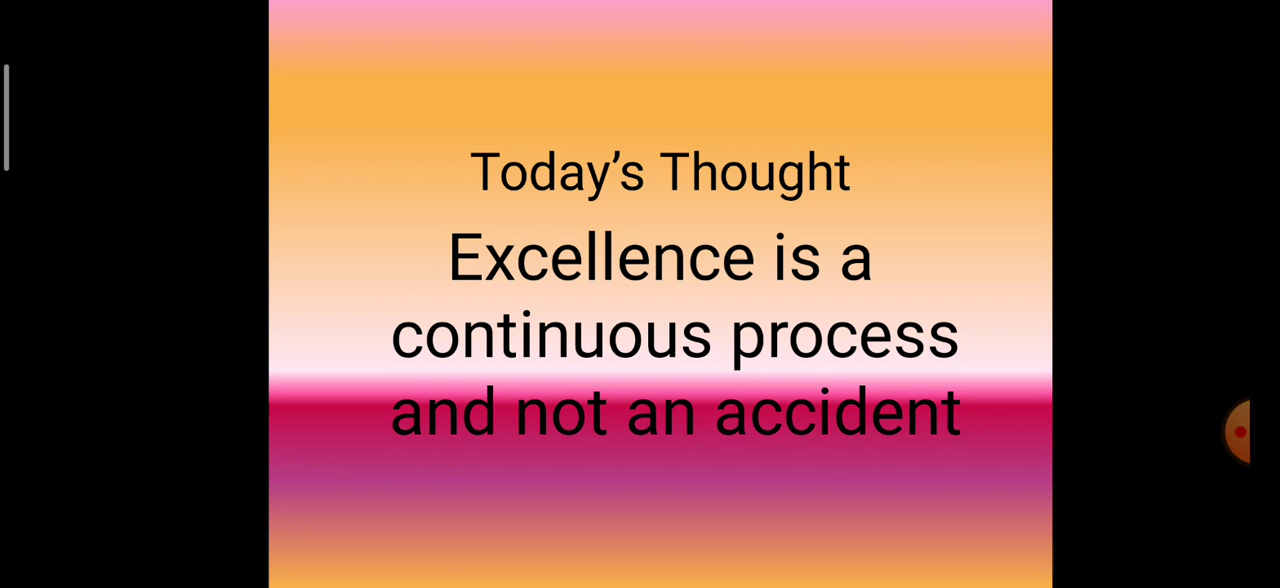 Today’s Thought
Excellence is a
continuous process
and not an accident